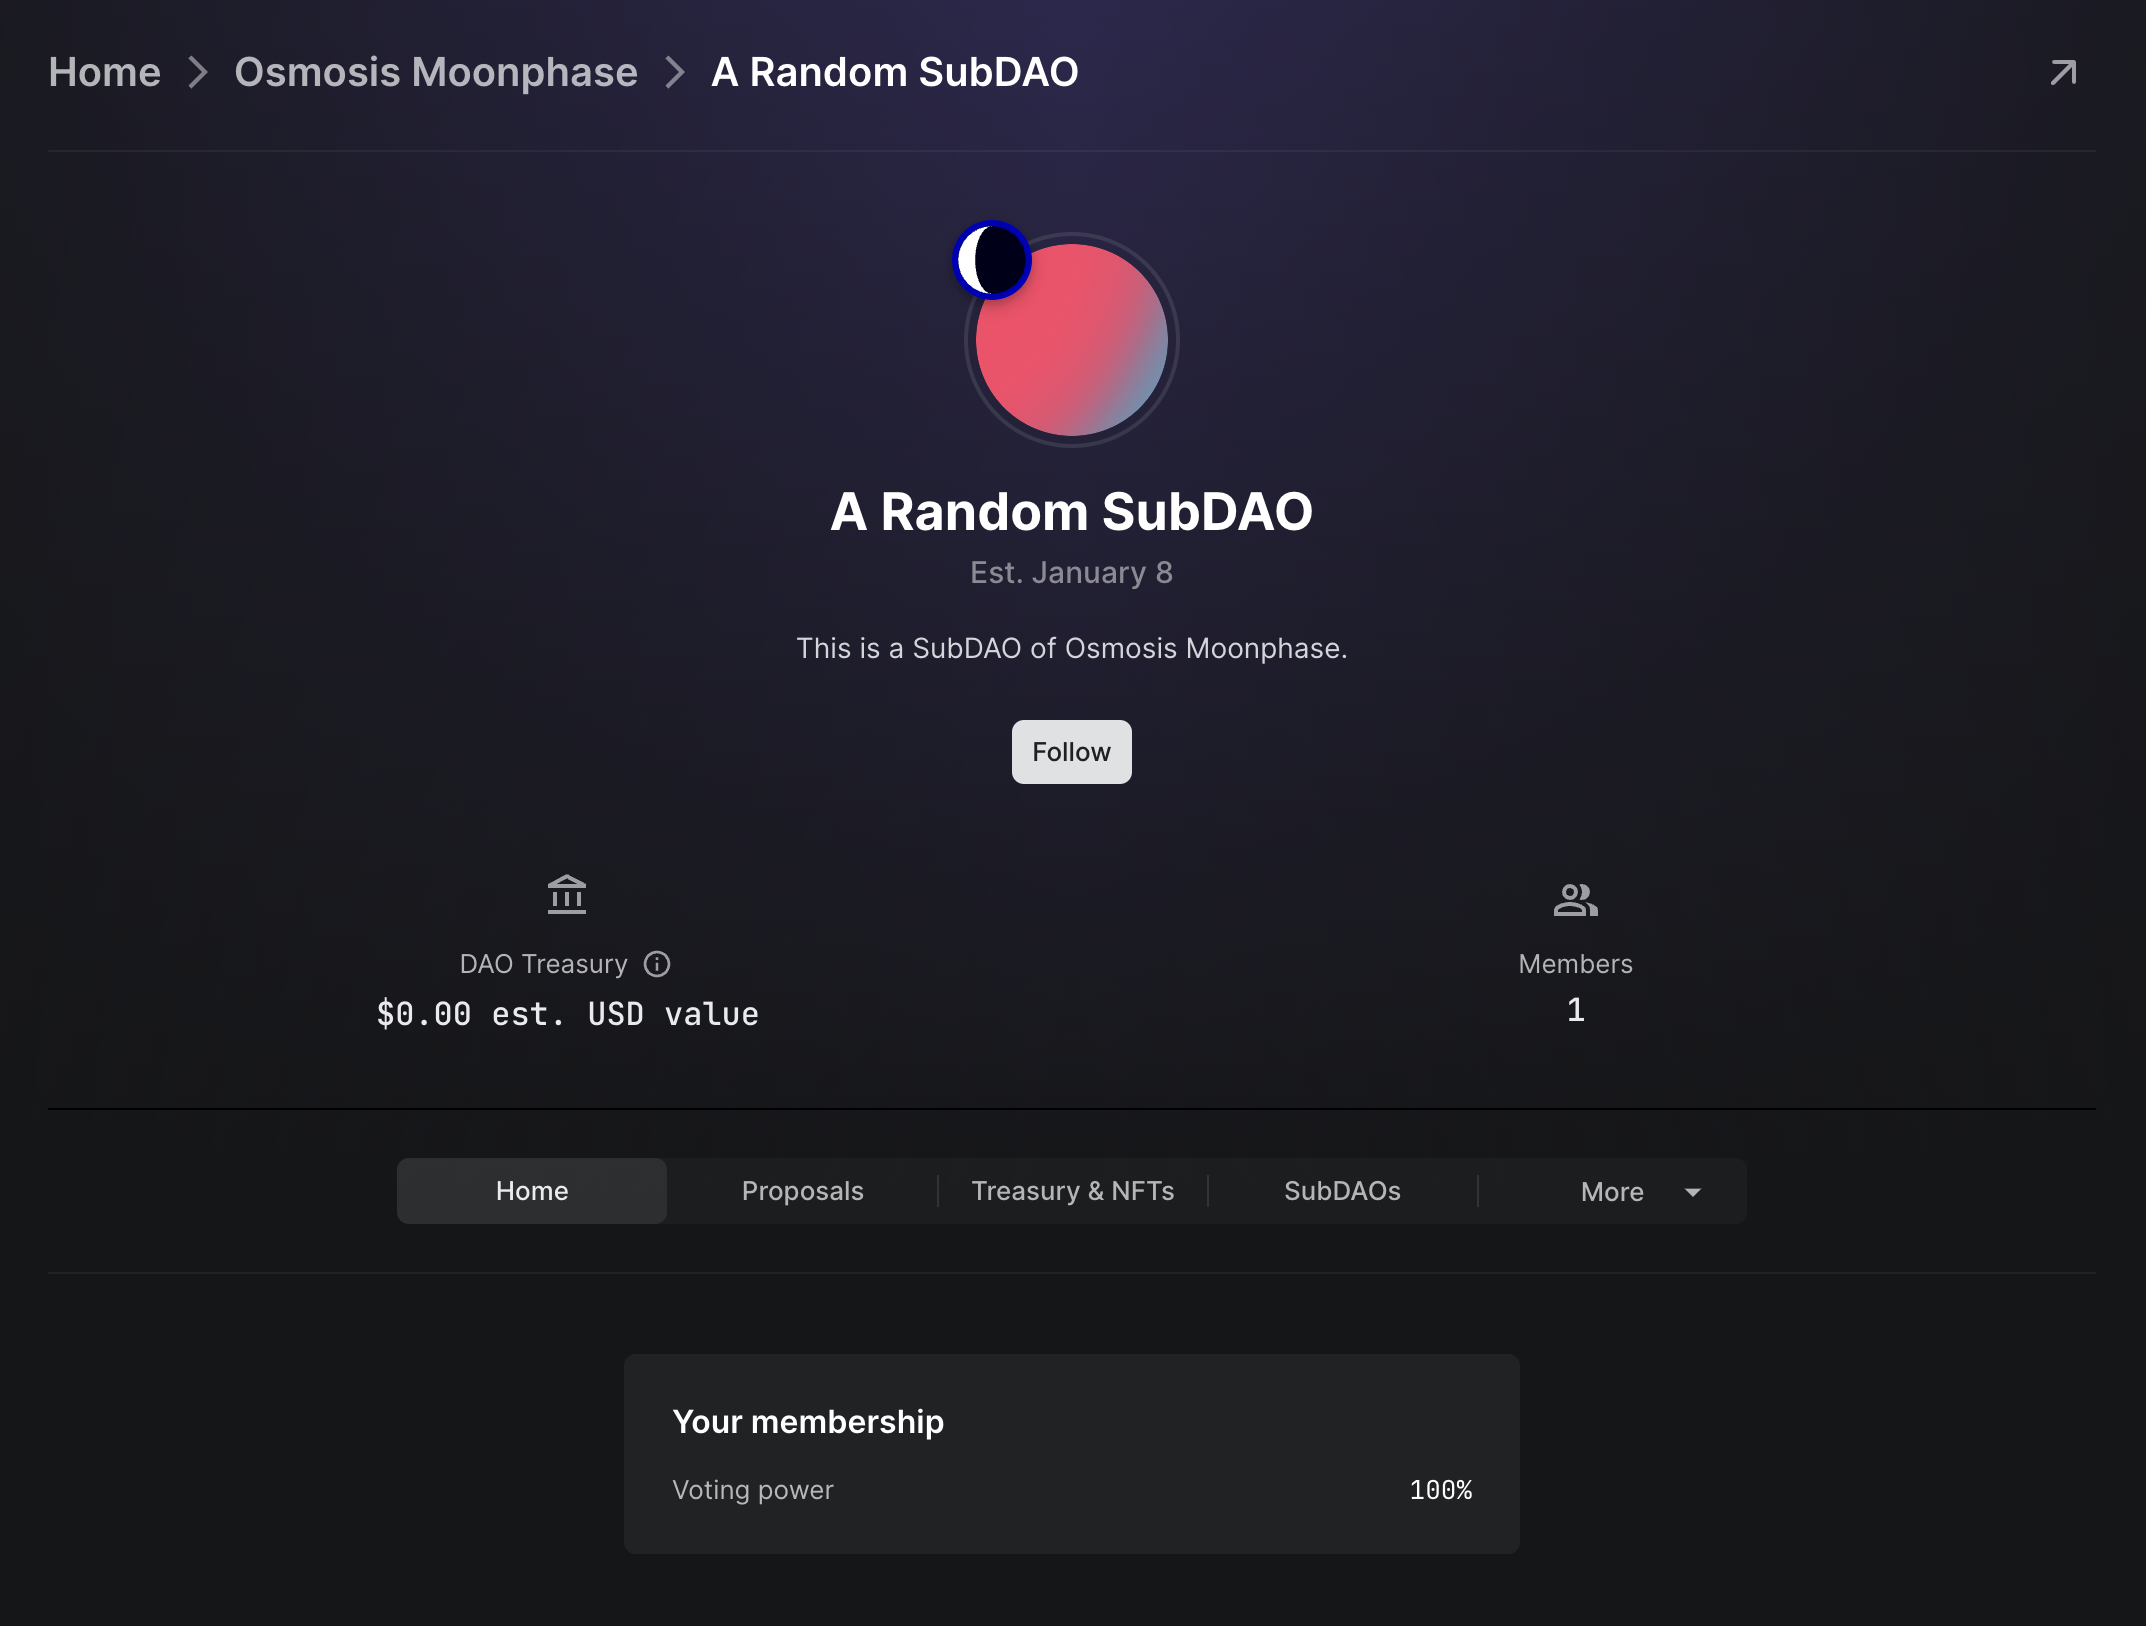 Home > Osmosis Moonphase > A Random SubDAO
A Random SubDAO
Est. January 8
This is a SubDAO of Osmosis Moonphase.
Follow
DAO Treasury
$0.00 est. USD value
Members
1
Home Proposals Treasury & NFTs SubDAOs More
Your membership
Voting power 100%